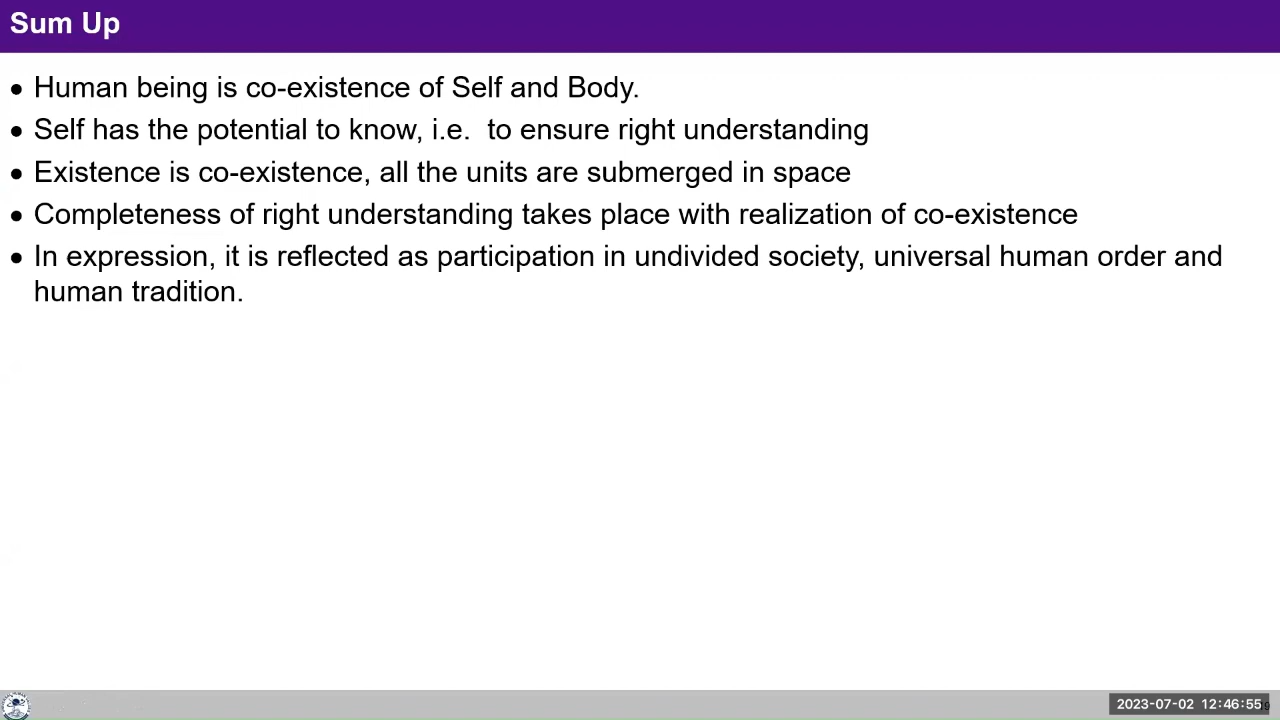 Sum Up
• Human being is co-existence of Self and Body.
• Self has the potential to know, i.e.  to ensure right understanding
• Existence is co-existence, all the units are submerged in space
• Completeness of right understanding takes place with realization of co-existence
• In expression, it is reflected as participation in undivided society, universal human order and
human tradition.
2023-07-02 12:46:55